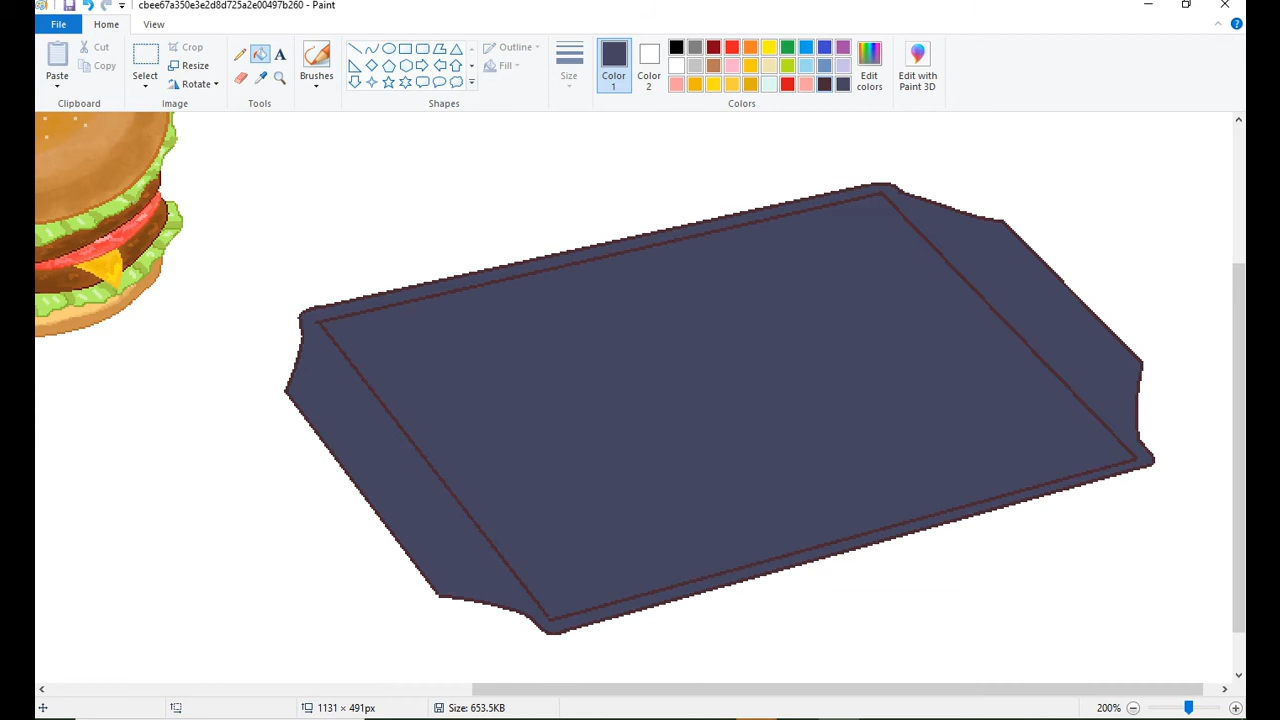 cbee67a350e3e2d8d725a2e00497b260 - Paint
File Home View
Paste
Cut
Copy
Clipboard
Select
Crop
Resize
Rotate
Image
Tools
Brushes
Shapes
Outline
Fill
Size
Color 1
Color 2
Colors
Edit colors
Edit with Paint 3D
1131 × 491px
Size: 653.5KB
200%